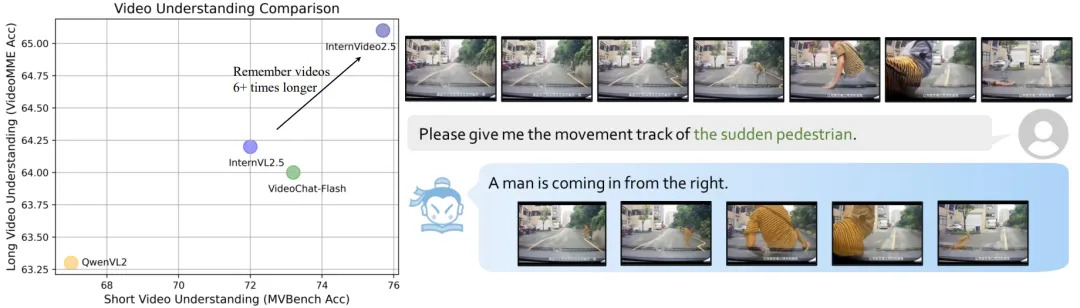 Video Understanding Comparison
Long Video Understanding (VideoMME Acc)
65.00
64.75
64.50
64.25
64.00
63.75
63.50
63.25
InternVideo2.5
Remember videos
6+ times longer
InternVL2.5
VideoChat-Flash
QwenVL2
68
70
72
74
76
Short Video Understanding (MVBench Acc)
Please give me the movement track of the sudden pedestrian.
A man is coming in from the right.